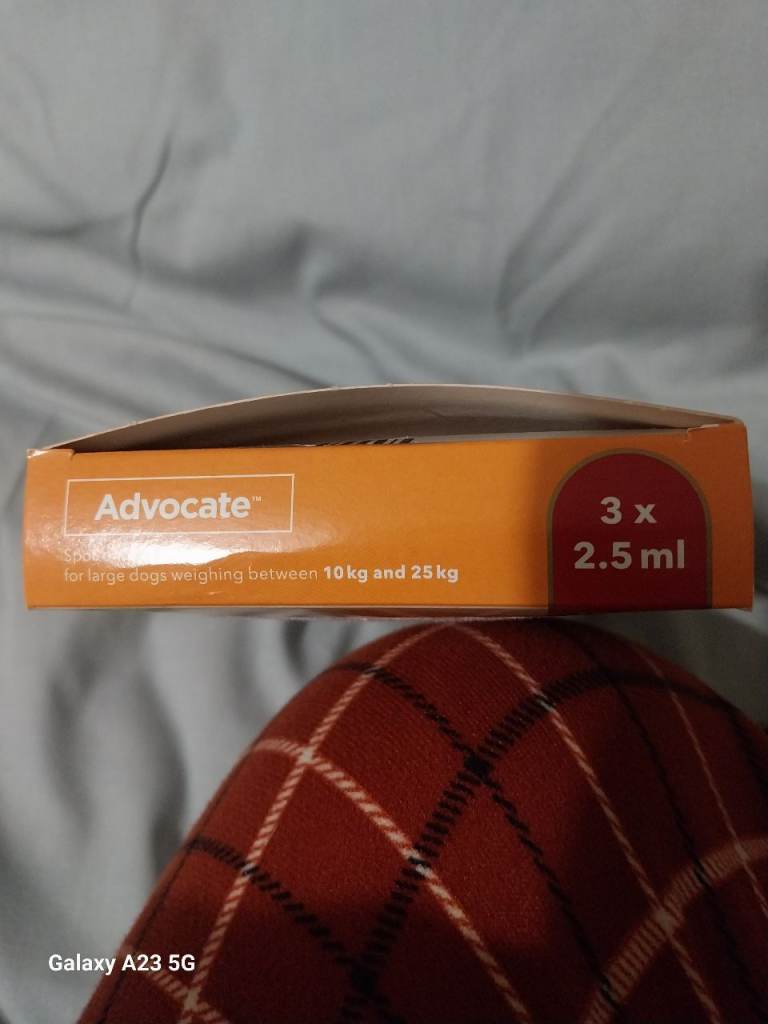 Advocate™
for large dogs weighing between 10 kg and 25 kg
3 x
2.5 ml
Galaxy A23 5G